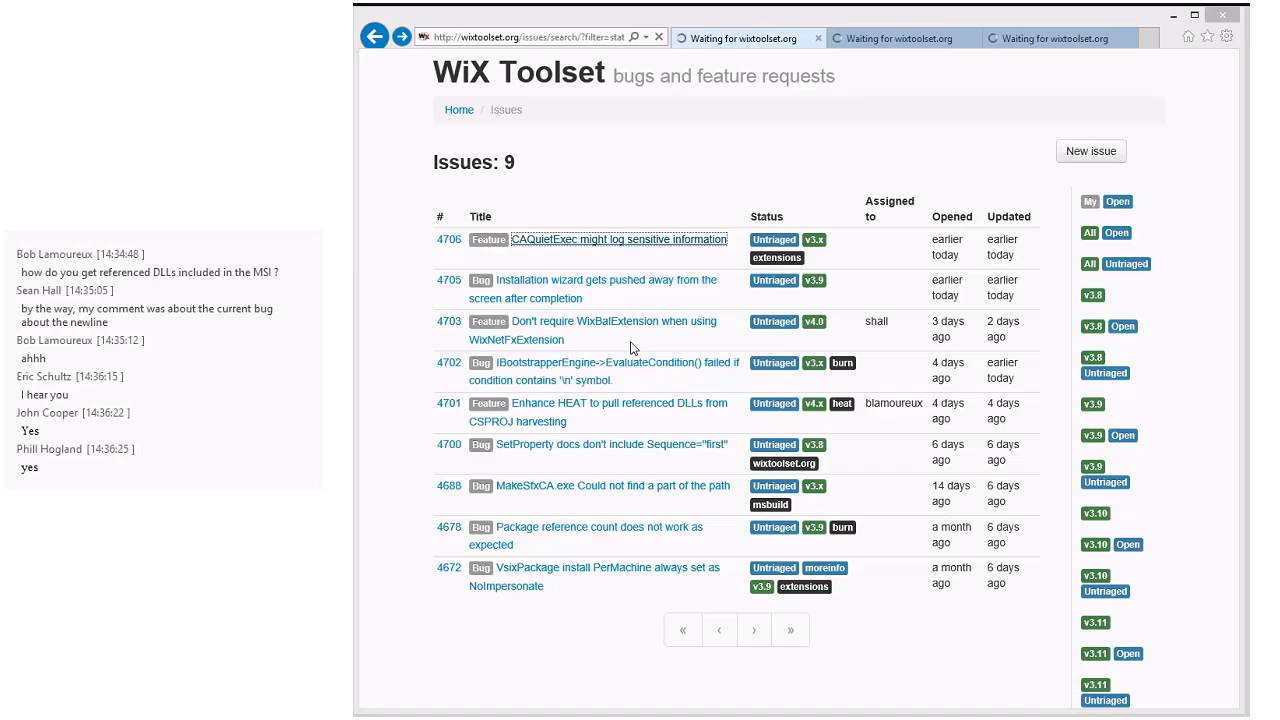 http://wixtoolset.org/issues/search/?filter=stat
Waiting for wixtoolset.org
Waiting for wixtoolset.org
Waiting for wixtoolset.org
WiX Toolset bugs and feature requests
Home / Issues
Issues: 9
New issue
# Title Status Assigned to Opened Updated
4706 Feature CAQuietExec might log sensitive information Untriaged v3.x earlier earlier
extensions today today
4705 Bug Installation wizard gets pushed away from the Untriaged v3.9 earlier earlier
screen after completion today today
4703 Feature Don't require WixBalExtension when using Untriaged v4.0 shall 3 days 2 days
WixNetFxExtension ago ago
4702 Bug IBootstrapperEngine->EvaluateCondition() failed if Untriaged v3.x burn 4 days earlier
condition contains '\n' symbol. ago today
4701 Feature Enhance HEAT to pull referenced DLLs from Untriaged v4.x heat blamoureux 4 days 4 days
CSPROJ harvesting ago ago
4700 Bug SetProperty docs don't include Sequence="first" Untriaged v3.8 6 days 6 days
wixtoolset.org ago ago
4688 Bug MakeSfxCA.exe Could not find a part of the path Untriaged v3.x 14 days 6 days
msbuild ago ago
4678 Bug Package reference count does not work as Untriaged v3.9 burn a month 6 days
expected ago ago
4672 Bug VsixPackage install PerMachine always set as Untriaged moreinfo a month 6 days
NoImpersonate v3.9 extensions ago ago
« ‹ › »
My Open
All Open
All Untriaged
v3.8
v3.8 Open
v3.8
Untriaged
v3.9
v3.9 Open
v3.9
Untriaged
v3.10
v3.10 Open
v3.10
Untriaged
v3.11
v3.11 Open
v3.11
Untriaged
Bob Lamoureux [14:34:48 ]
how do you get referenced DLLs included in the MSI ?
Sean Hall [14:35:05 ]
by the way, my comment was about the current bug
about the newline
Bob Lamoureux [14:35:12 ]
ahhh
Eric Schultz [14:36:15 ]
I hear you
John Cooper [14:36:22 ]
Yes
Phill Hogland [14:36:25 ]
yes